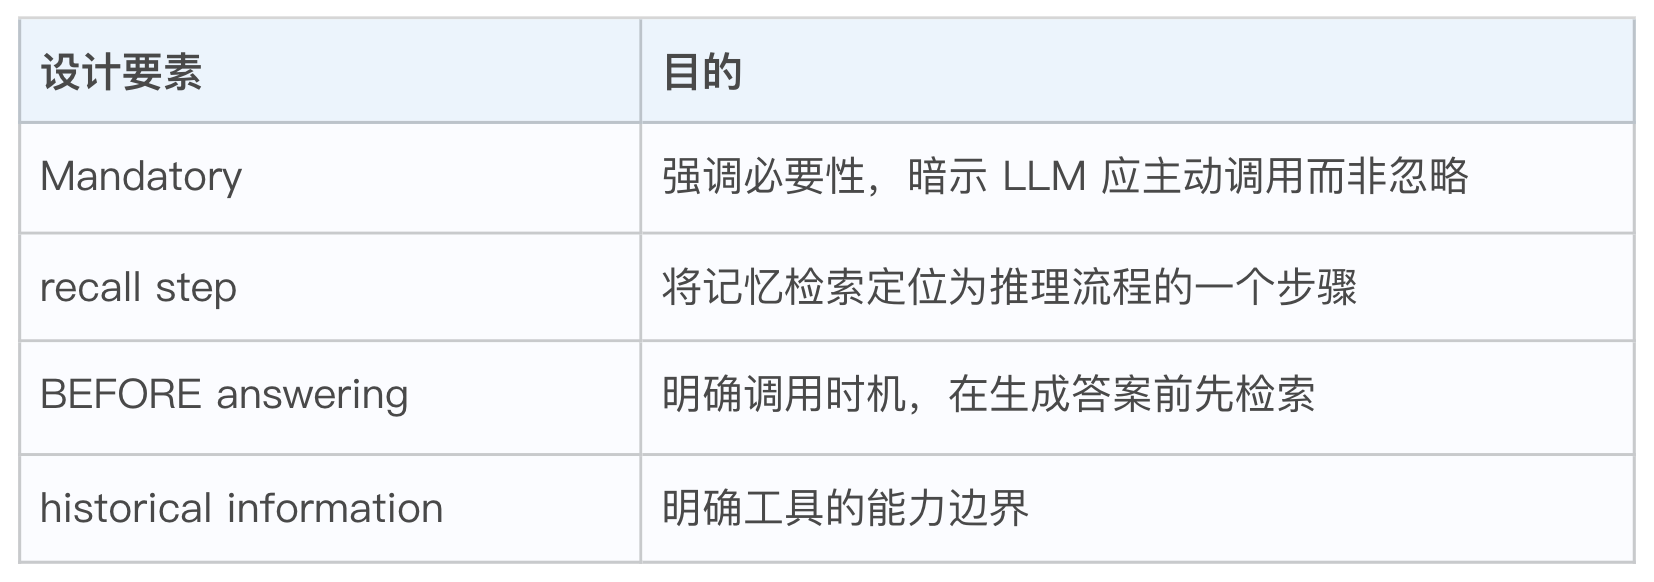 设计要素
目的
Mandatory
强调必要性，暗示 LLM 应主动调用而非忽略
recall step
将记忆检索定位为推理流程的一个步骤
BEFORE answering
明确调用时机，在生成答案前先检索
historical information
明确工具的能力边界